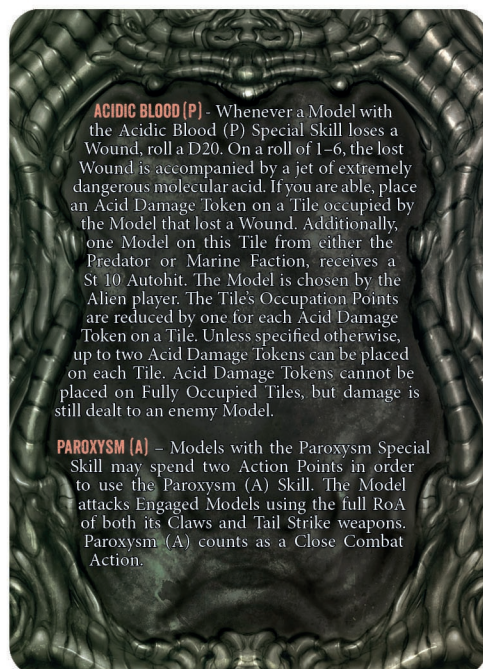 ACIDIC BLOOD (P) - Whenever a Model with
the Acidic Blood (P) Special Skill loses a
Wound, roll a D20. On a roll of 1–6, the lost
Wound is accompanied by a jet of extremely
dangerous molecular acid. If you are able, place
an Acid Damage Token on a Tile occupied by
the Model that lost a Wound. Additionally,
one Model on this Tile from either the
Predator or Marine Faction, receives a
St 10 Autohit. The Model is chosen by the
Alien player. The Tile's Occupation Points
are reduced by one for each Acid Damage
Token on a Tile. Unless specified otherwise,
up to two Acid Damage Tokens can be placed
on each Tile. Acid Damage Tokens cannot be
placed on Fully Occupied Tiles, but damage is
still dealt to an enemy Model.
PAROXYSM (A) – Models with the Paroxysm Special
Skill may spend two Action Points in order
to use the Paroxysm (A) Skill. The Model
attacks Engaged Models using the full RoA
of both its Claws and Tail Strike weapons.
Paroxysm (A) counts as a Close Combat
Action.